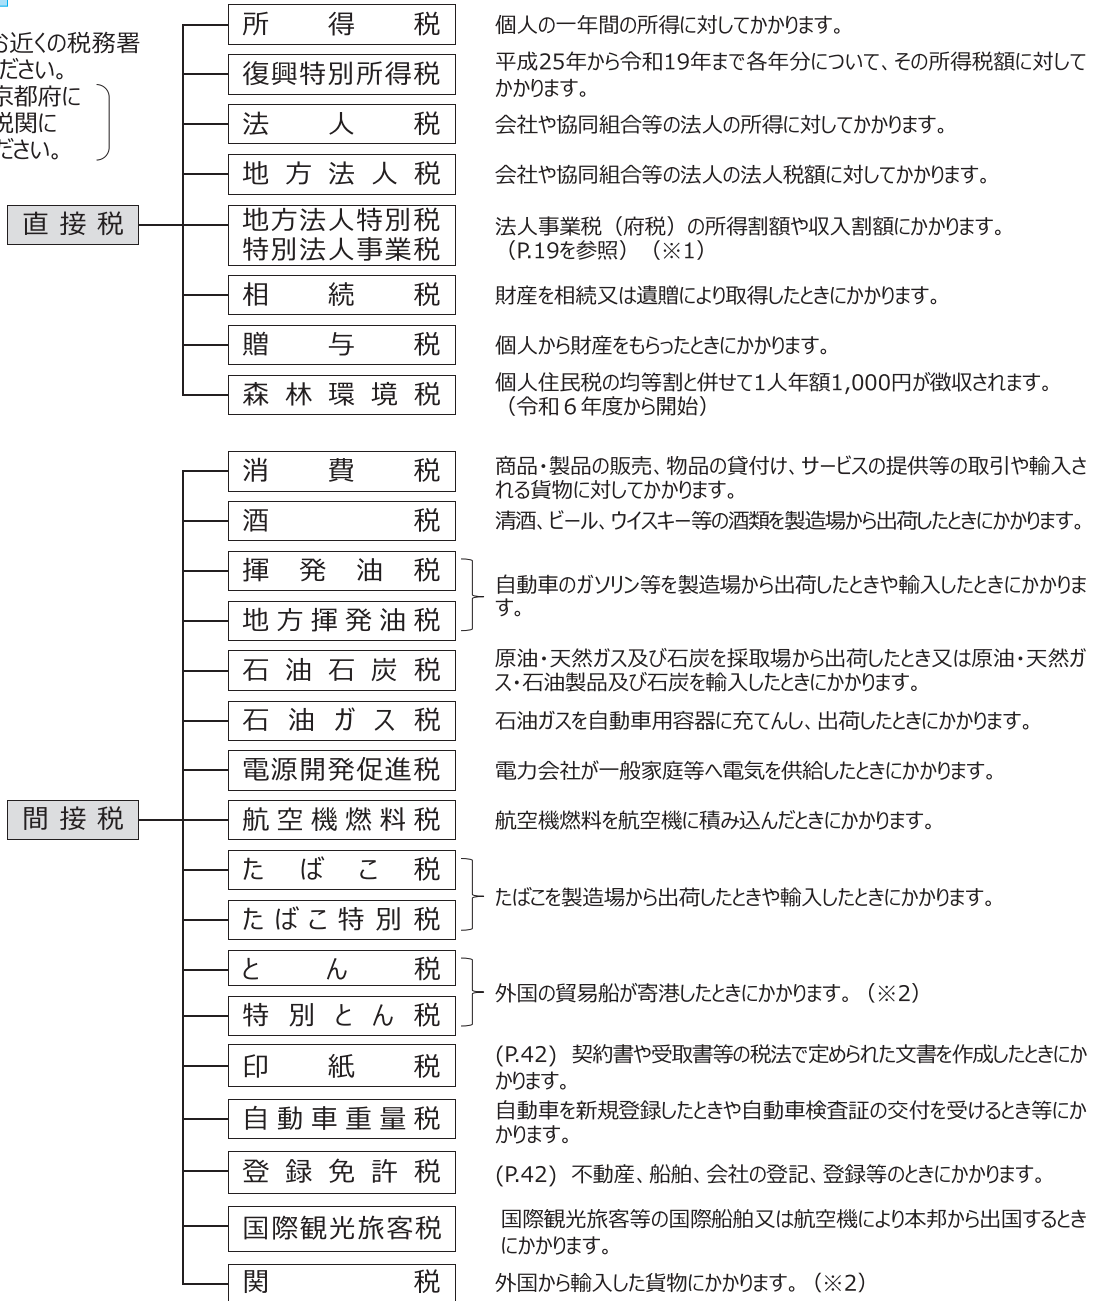 お近くの税務署
ださい。
京都府に
税関に
ださい。
直接税
所得税
個人の一年間の所得に対してかかります。
復興特別所得税
平成25年から令和19年まで各年分について、その所得税額に対して
かかります。
法人税
会社や協同組合等の法人の所得に対してかかります。
地方法人税
会社や協同組合等の法人の法人税額に対してかかります。
地方法人特別税
特別法人事業税
法人事業税（府税）の所得割額や収入割額にかかります。
（P.19を参照）（※1）
相続税
財産を相続又は遺贈により取得したときにかかります。
贈与税
個人から財産をもらったときにかかります。
森林環境税
個人住民税の均等割と併せて1人年額1,000円が徴収されます。
（令和６年度から開始）
間接税
消費税
商品・製品の販売、物品の貸付け、サービスの提供等の取引や輸入さ
れる貨物に対してかかります。
酒税
清酒、ビール、ウイスキー等の酒類を製造場から出荷したときにかかります。
揮発油税
地方揮発油税
自動車のガソリン等を製造場から出荷したときや輸入したときにかかりま
す。
石油石炭税
原油・天然ガス及び石炭を採取場から出荷したとき又は原油・天然ガ
ス・石油製品及び石炭を輸入したときにかかります。
石油ガス税
石油ガスを自動車用容器に充てんし、出荷したときにかかります。
電源開発促進税
電力会社が一般家庭等へ電気を供給したときにかかります。
航空機燃料税
航空機燃料を航空機に積み込んだときにかかります。
たばこ税
たばこ特別税
たばこを製造場から出荷したときや輸入したときにかかります。
とん税
特別とん税
外国の貿易船が寄港したときにかかります。（※2）
印紙税
(P.42) 契約書や受取書等の税法で定められた文書を作成したときにか
かります。
自動車重量税
自動車を新規登録したときや自動車検査証の交付を受けるとき等にか
かります。
登録免許税
(P.42) 不動産、船舶、会社の登記、登録等のときにかかります。
国際観光旅客税
国際観光旅客等の国際船舶又は航空機により本邦から出国するとき
にかかります。
関税
外国から輸入した貨物にかかります。（※2）